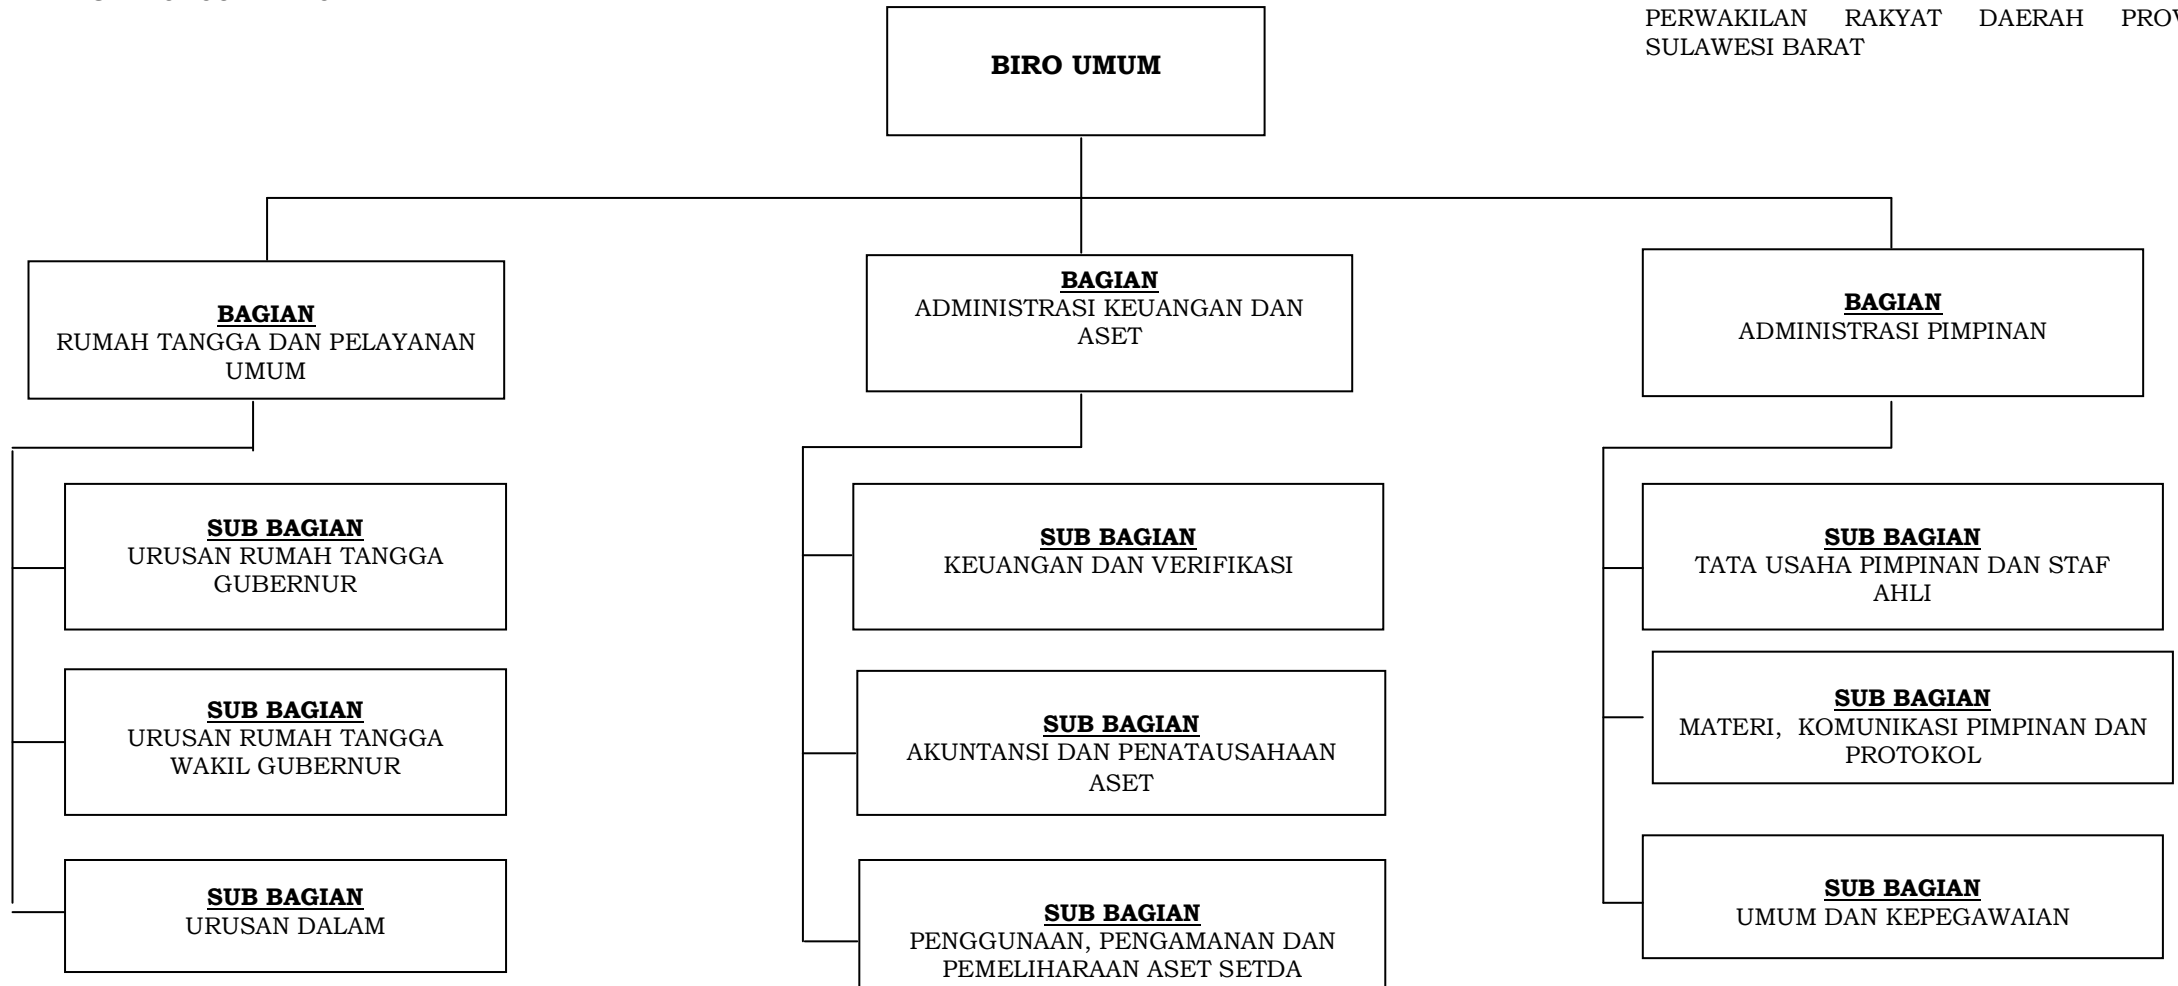 PERWAKILAN RAKYAT DAERAH
SULAWESI BARAT
BIRO UMUM
BAGIAN
RUMAH TANGGA DAN PELAYANAN
UMUM
BAGIAN
ADMINISTRASI KEUANGAN DAN
ASET
BAGIAN
ADMINISTRASI PIMPINAN
SUB BAGIAN
URUSAN RUMAH TANGGA
GUBERNUR
SUB BAGIAN
URUSAN RUMAH TANGGA
WAKIL GUBERNUR
SUB BAGIAN
URUSAN DALAM
SUB BAGIAN
KEUANGAN DAN VERIFIKASI
SUB BAGIAN
AKUNTANSI DAN PENATAUSAHAAN
ASET
SUB BAGIAN
PENGGUNAAN, PENGAMANAN DAN
PEMELIHARAAN ASET SETDA
SUB BAGIAN
TATA USAHA PIMPINAN DAN STAF
AHLI
SUB BAGIAN
MATERI,  KOMUNIKASI PIMPINAN DAN
PROTOKOL
SUB BAGIAN
UMUM DAN KEPEGAWAIAN